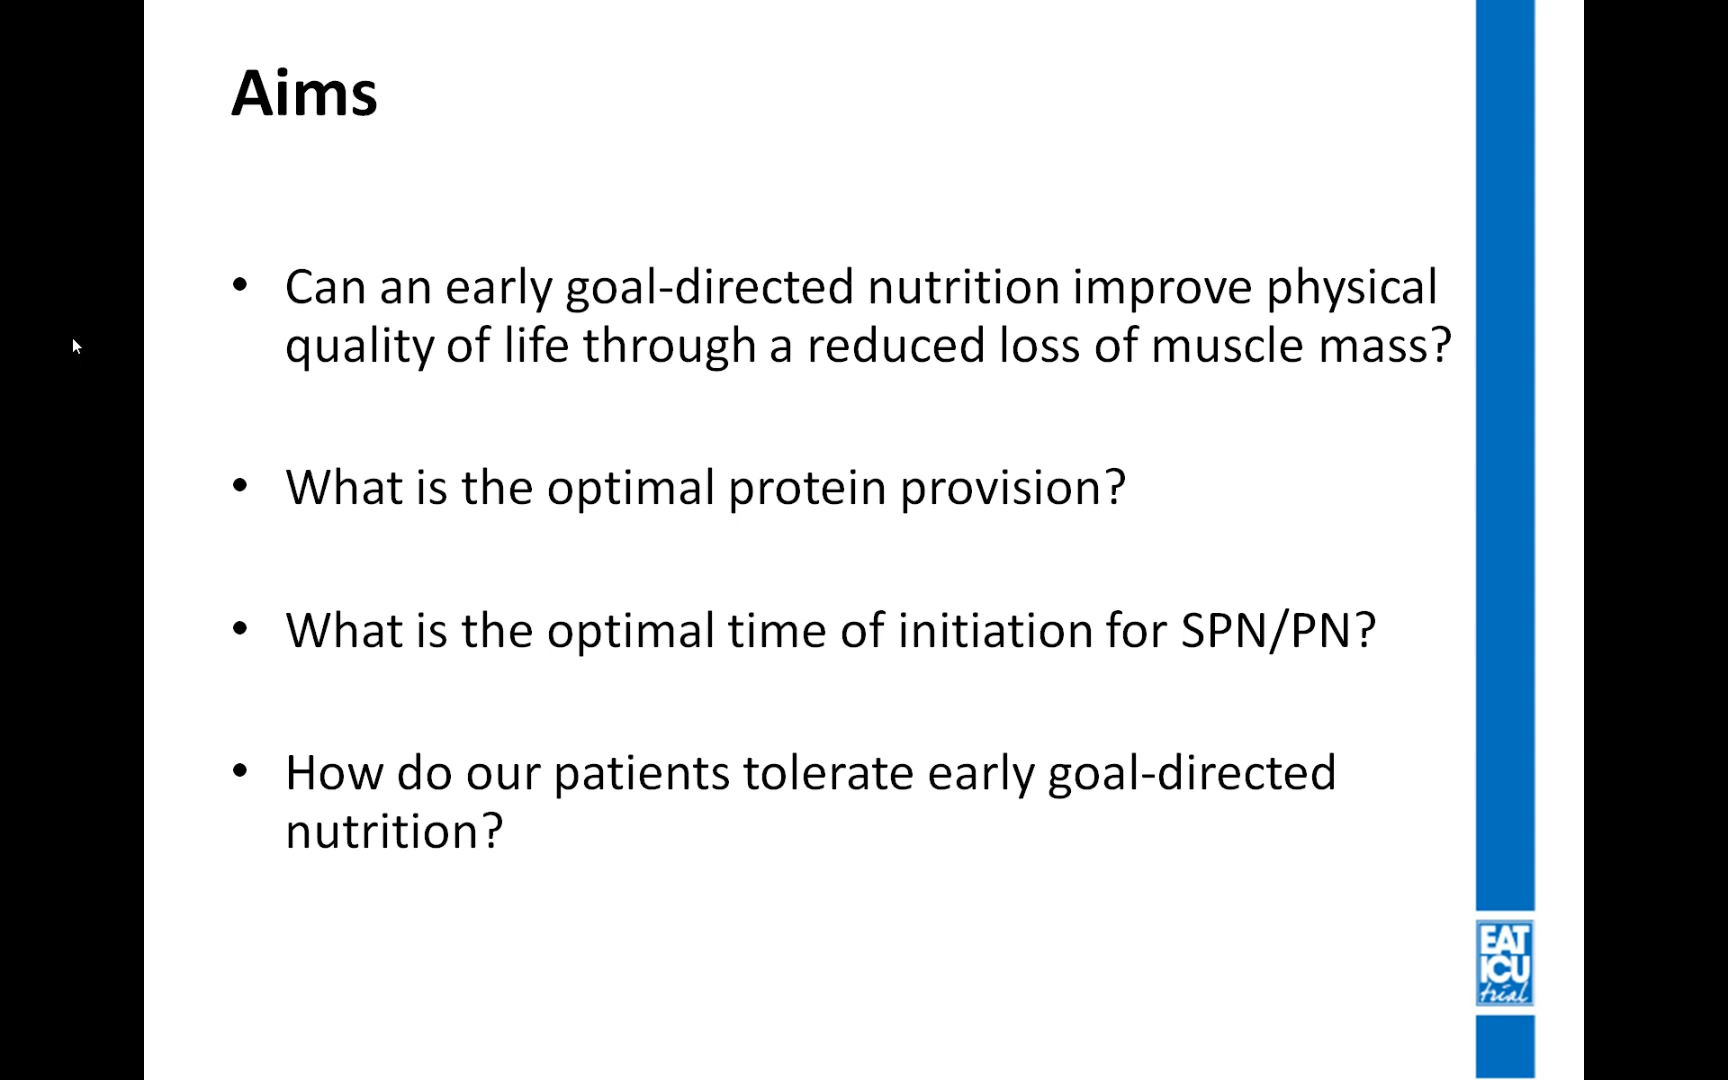 Aims
• Can an early goal-directed nutrition improve physical
quality of life through a reduced loss of muscle mass?
• What is the optimal protein provision?
• What is the optimal time of initiation for SPN/PN?
• How do our patients tolerate early goal-directed
nutrition?
EAT
ICU
trial